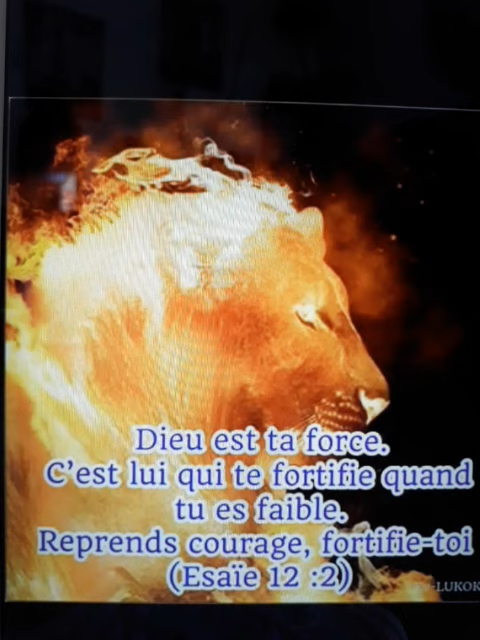 Dieu est ta force.
C'est lui qui te fortifie quand
tu es faible.
Reprends courage, fortifie-toi
(Esaïe 12 :2)
-LUKOK